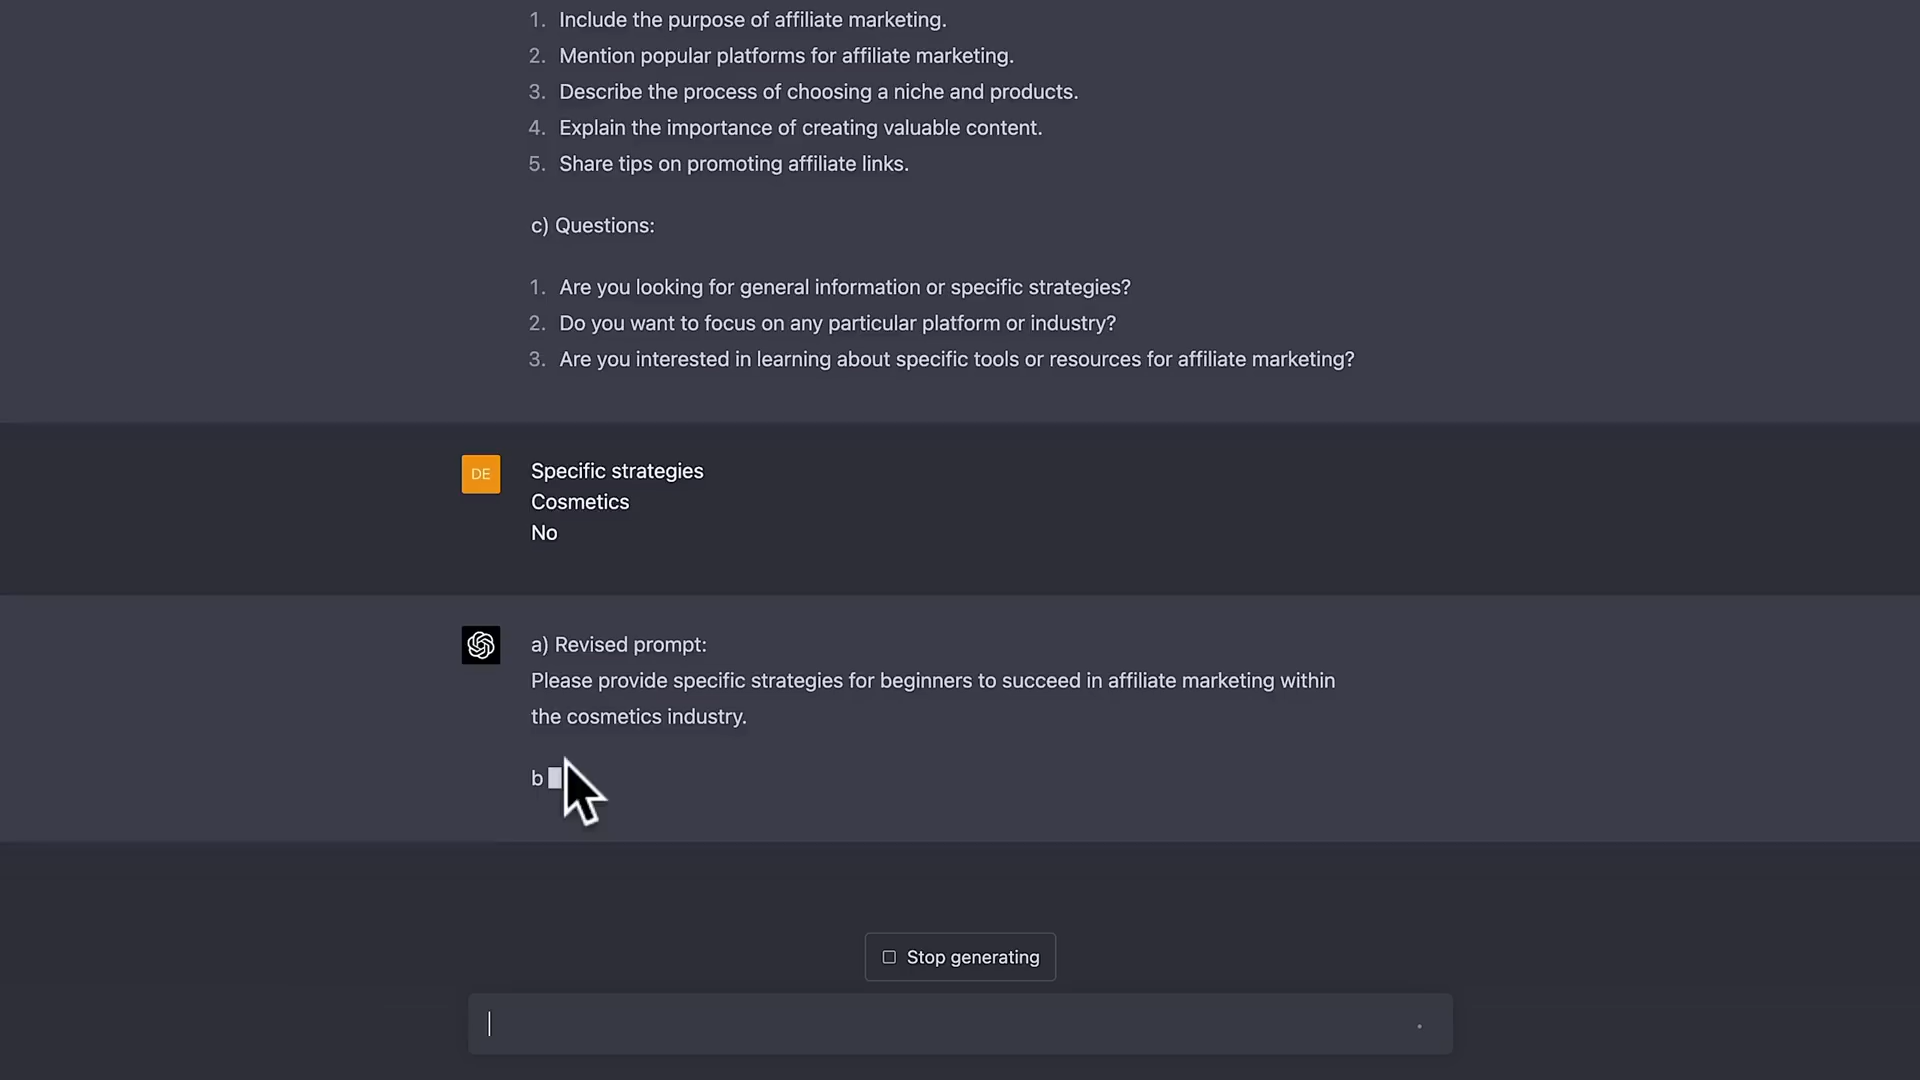 1. Include the purpose of affiliate marketing.
2. Mention popular platforms for affiliate marketing.
3. Describe the process of choosing a niche and products.
4. Explain the importance of creating valuable content.
5. Share tips on promoting affiliate links.
c) Questions:
1. Are you looking for general information or specific strategies?
2. Do you want to focus on any particular platform or industry?
3. Are you interested in learning about specific tools or resources for affiliate marketing?
DE
Specific strategies
Cosmetics
No
a) Revised prompt:
Please provide specific strategies for beginners to succeed in affiliate marketing within
the cosmetics industry.
b
Stop generating